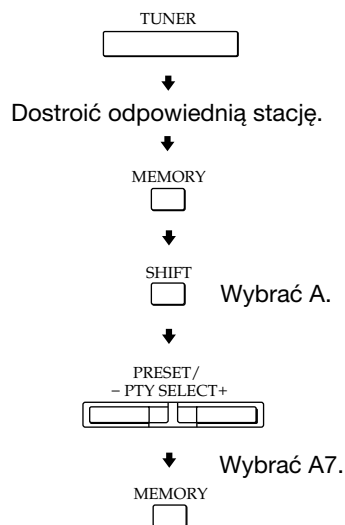 TUNER
Dostroić odpowiednią stację.
MEMORY
SHIFT
Wybrać A.
PRESET/
– PTY SELECT+
Wybrać A7.
MEMORY